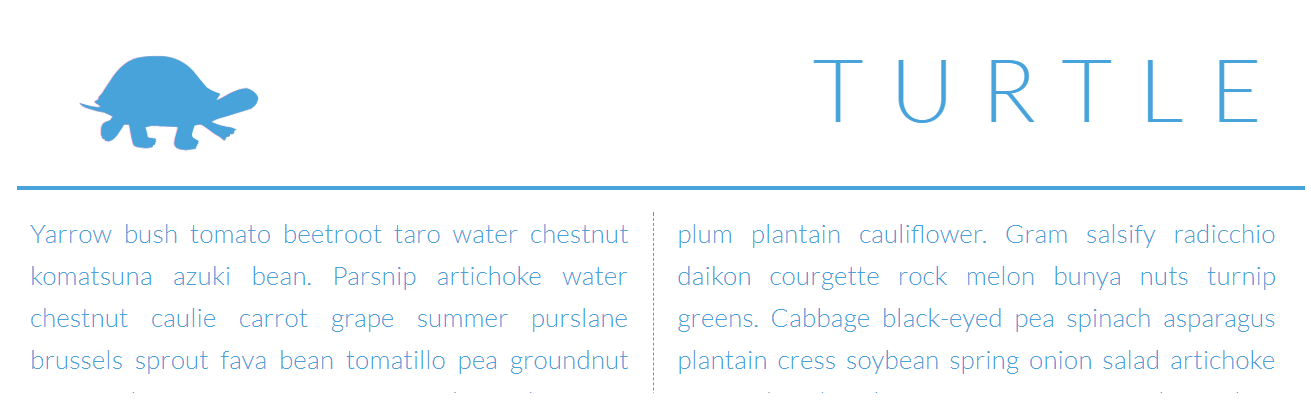 TURTLE
Yarrow bush tomato beetroot taro water chestnut
komatsuna azuki bean. Parsnip artichoke water
chestnut caulie carrot grape summer purslane
brussels sprout fava bean tomatillo pea groundnut
plum plantain cauliflower. Gram salsify radicchio
daikon courgette rock melon bunya nuts turnip
greens. Cabbage black-eyed pea spinach asparagus
plantain cress soybean spring onion salad artichoke